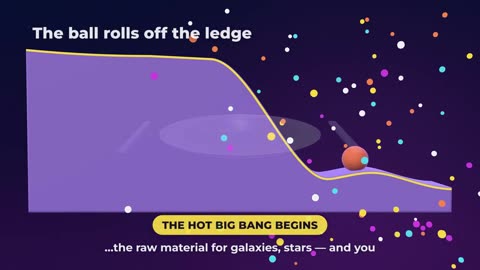 The ball rolls off the ledge
THE HOT BIG BANG BEGINS
...the raw material for galaxies, stars — and you